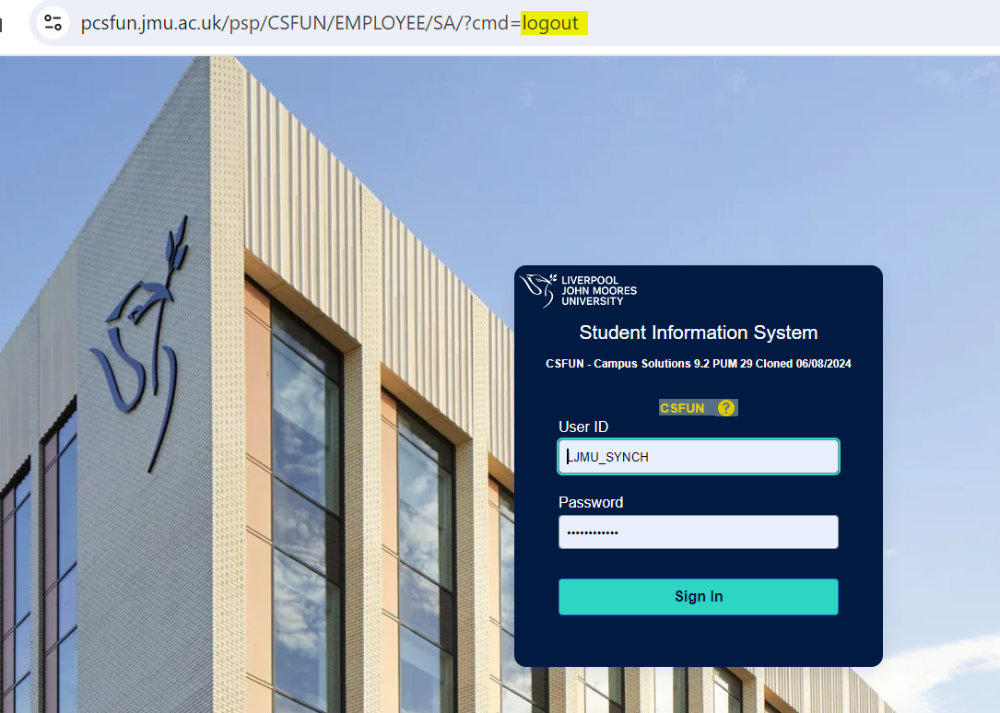 pcsfun.jmu.ac.uk/psp/CSFUN/EMPLOYEE/SA/?cmd=logout
LIVERPOOL
JOHN MOORES
UNIVERSITY
Student Information System
CSFUN - Campus Solutions 9.2 PUM 29 Cloned 06/08/2024
CSFUN ?
User ID
LJMU_SYNCH
Password
••••••••••••
Sign In